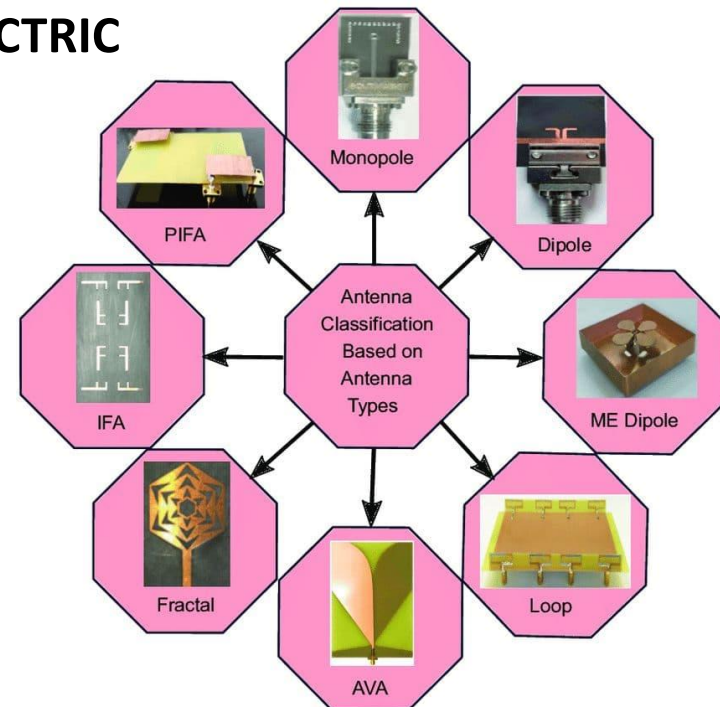 CTRIC
Monopole
PIFA
Dipole
Antenna
Classification
Based on
Antenna
Types
IFA
ME Dipole
Fractal
Loop
AVA